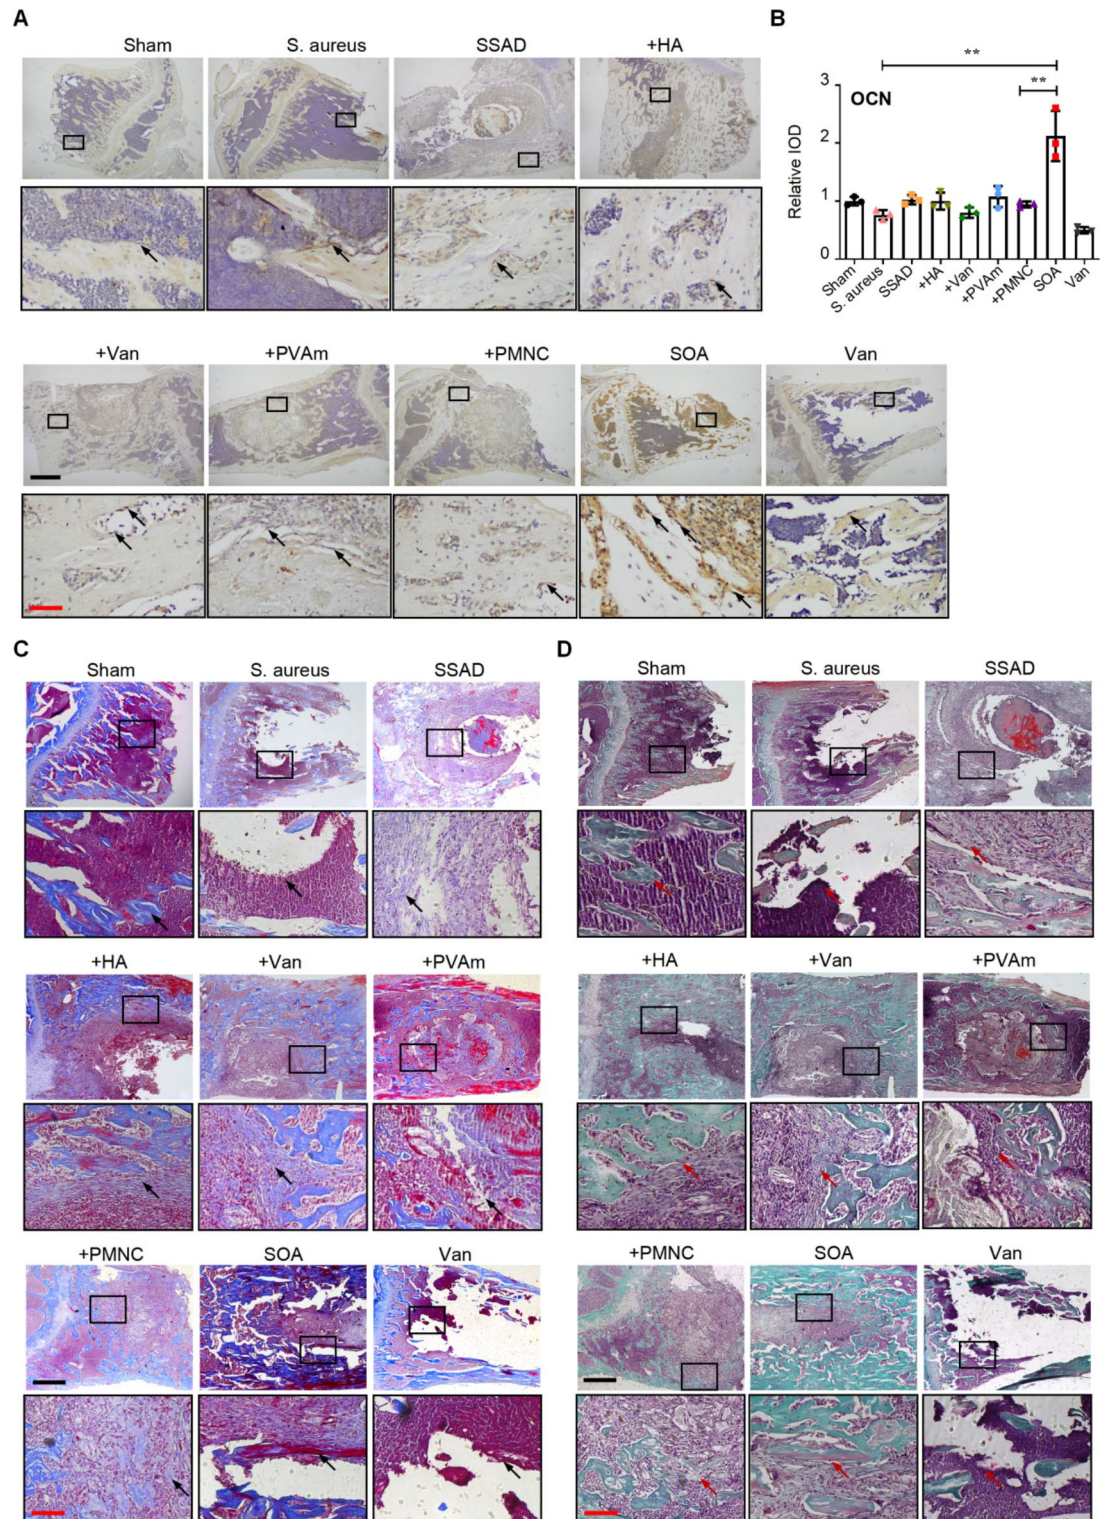 A
Sham S. aureus SSAD +HA
+Van +PVAm +PMNC SOA Van
B
** 
**
OCN
Relative IOD
3
2
1
0
Sham S. aureus SSAD +HA +Van +PVAm +PMNC SOA Van
C
Sham S. aureus SSAD
+HA +Van +PVAm
+PMNC SOA Van
D
Sham S. aureus SSAD
+HA +Van +PVAm
+PMNC SOA Van